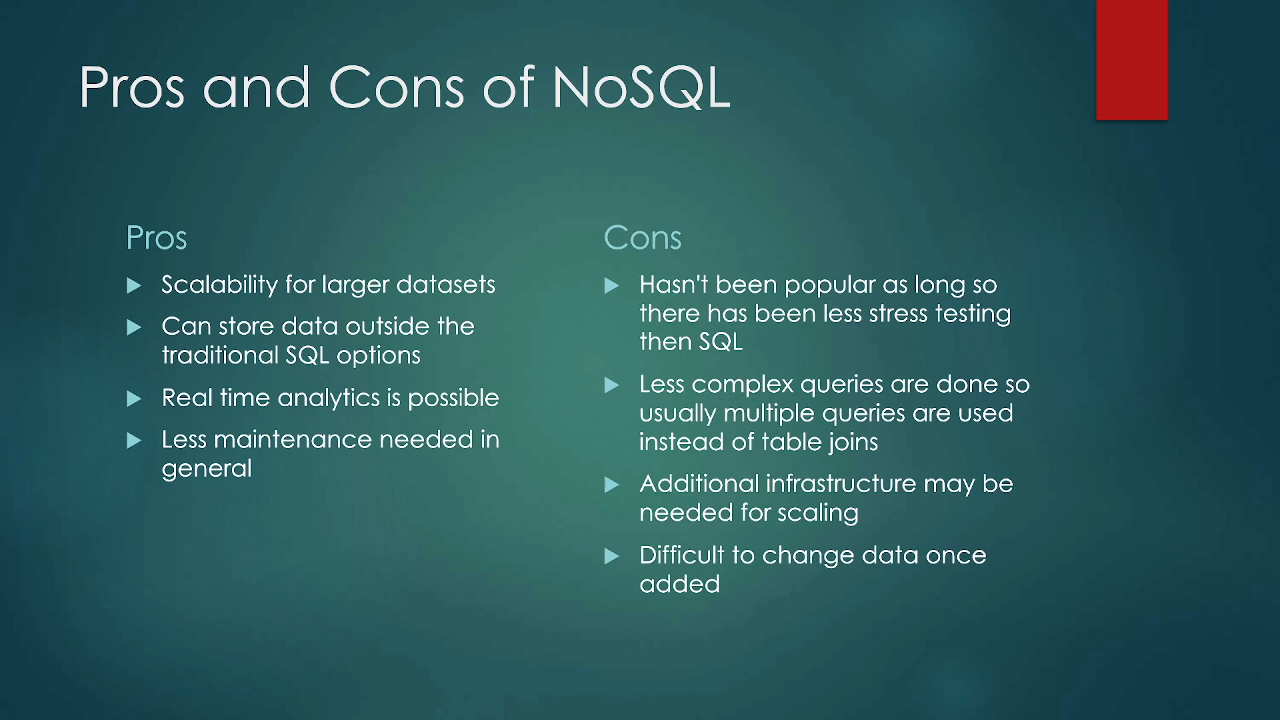 Pros and Cons of NoSQL
Pros
Scalability for larger datasets
Can store data outside the
traditional SQL options
Real time analytics is possible
Less maintenance needed in
general
Cons
Hasn't been popular as long so
there has been less stress testing
then SQL
Less complex queries are done so
usually multiple queries are used
instead of table joins
Additional infrastructure may be
needed for scaling
Difficult to change data once
added